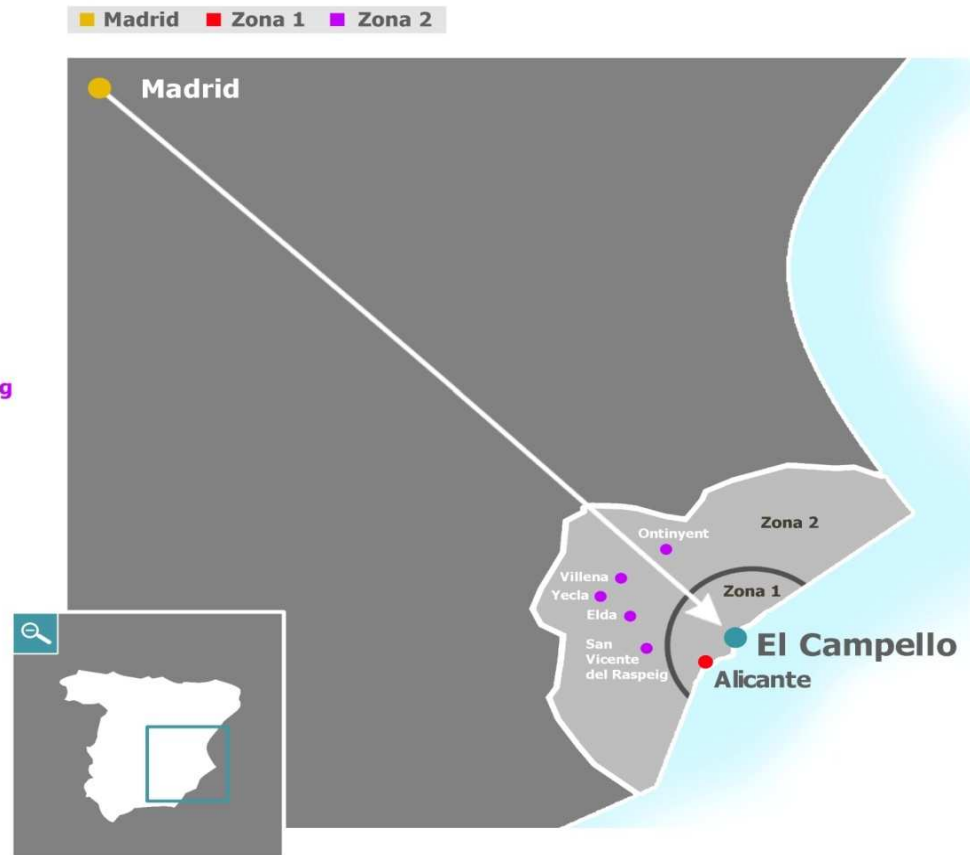 Madrid Zona 1 Zona 2
Madrid
g
Zona 2
Ontinyent
Villena
Zona 1
Yecla
Elda
San
Vicente
del Raspeig
El Campello
Alicante